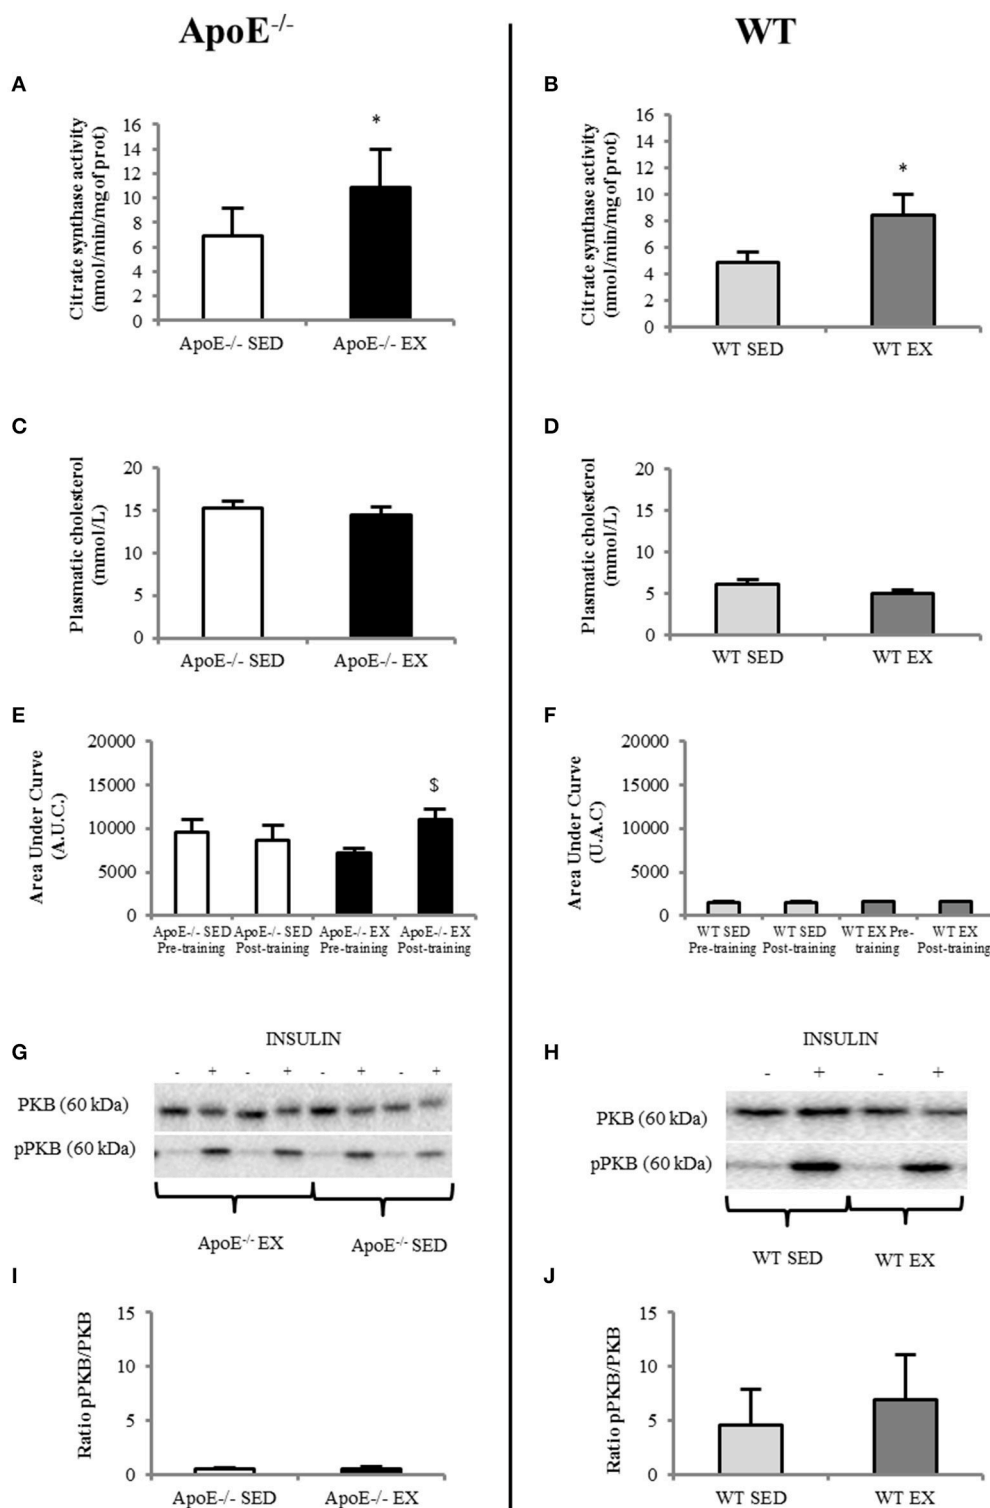 ApoE-/-
WT
A
Citrate synthase activity
(nmol/min/mgof prot)
16
14
12
10
8
6
4
2
0
*
ApoE-/- SED
ApoE-/- EX
B
Citrate synthase activity
(nmol/min/mgof prot)
16
14
12
10
8
6
4
2
0
*
WT SED
WT EX
C
Plasmatic cholesterol
(mmol/L)
20
15
10
5
0
ApoE-/- SED
ApoE-/- EX
D
Plasmatic cholesterol
(mmol/L)
20
15
10
5
0
WT SED
WT EX
E
Area Under Curve
(A.U.C.)
20000
15000
10000
5000
0
$
ApoE-/- SED
Pre-training
ApoE-/- SED
Post-training
ApoE-/- EX
Pre-training
ApoE-/- EX
Post-training
F
Area Under Curve
(U.A.C)
20000
15000
10000
5000
0
WT SED
Pre-training
WT SED
Post-training
WT EX Pre-
training
WT EX
Post-training
G
INSULIN
- + - + - + - +
PKB (60 kDa)
pPKB (60 kDa)
ApoE-/- EX
ApoE-/- SED
H
INSULIN
- + - +
PKB (60 kDa)
pPKB (60 kDa)
WT SED
WT EX
I
Ratio pPKB/PKB
15
10
5
0
ApoE-/- SED
ApoE-/- EX
J
Ratio pPKB/PKB
15
10
5
0
WT SED
WT EX